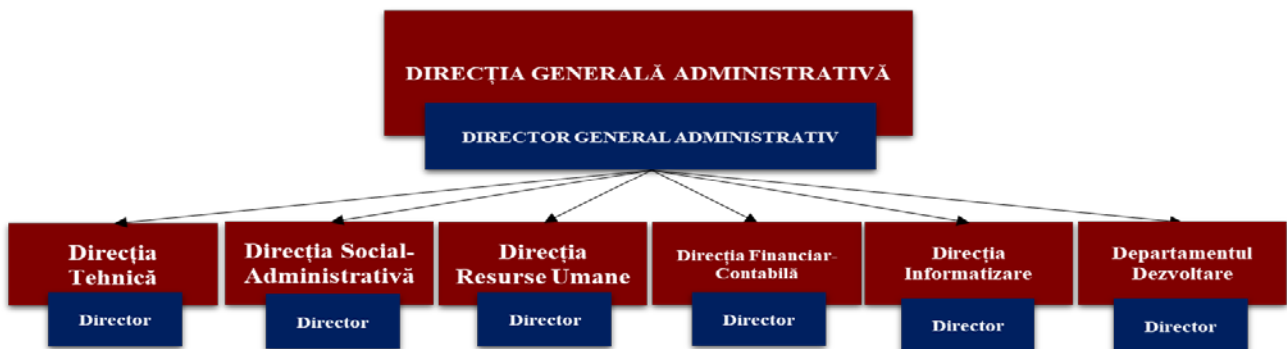 DIRECȚIA GENERALĂ ADMINISTRATIVĂ
DIRECTOR GENERAL ADMINISTRATIV
Direcția
Tehnică
Director
Direcția Social-
Administrativă
Director
Direcția
Resurse Umane
Director
Direcția Financiar-
Contabilă
Director
Direcția
Informatizare
Director
Departamentul
Dezvoltare
Director